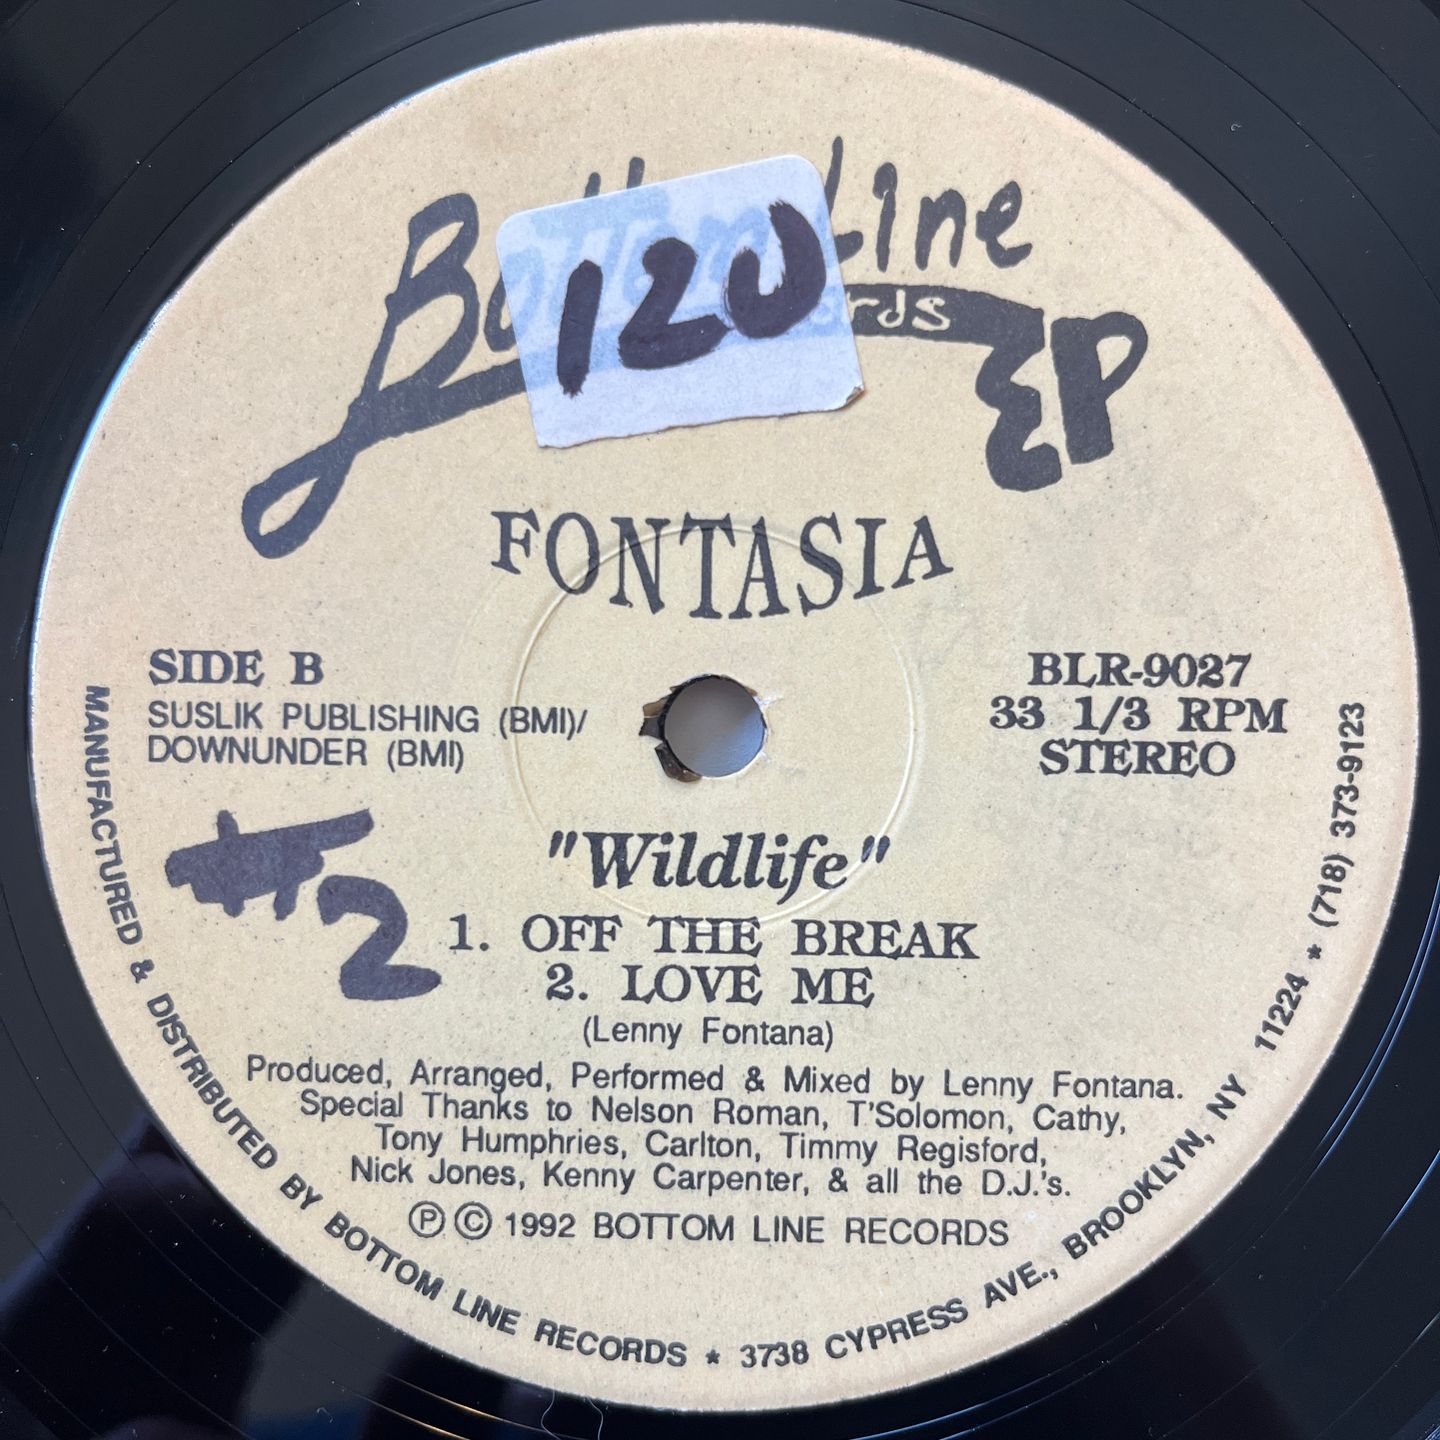 Line
120
EP
FONTASIA
SIDE B
SUSLIK PUBLISHING (BMI)/
DOWNUNDER (BMI)
BLR-9027
33 1/3 RPM
STEREO
#2
"Wildlife"
1. OFF THE BREAK
2. LOVE ME
(Lenny Fontana)
Produced, Arranged, Performed & Mixed by Lenny Fontana.
Special Thanks to Nelson Roman, T'Solomon, Cathy,
Tony Humphries, Carlton, Timmy Regisford,
Nick Jones, Kenny Carpenter, & all the D.J.'s.
Ⓟ © 1992 BOTTOM LINE RECORDS
MANUFACTURED & DISTRIBUTED BY BOTTOM LINE RECORDS * 3738 CYPRESS AVE., BROOKLYN, NY 11224 * (718) 373-9123